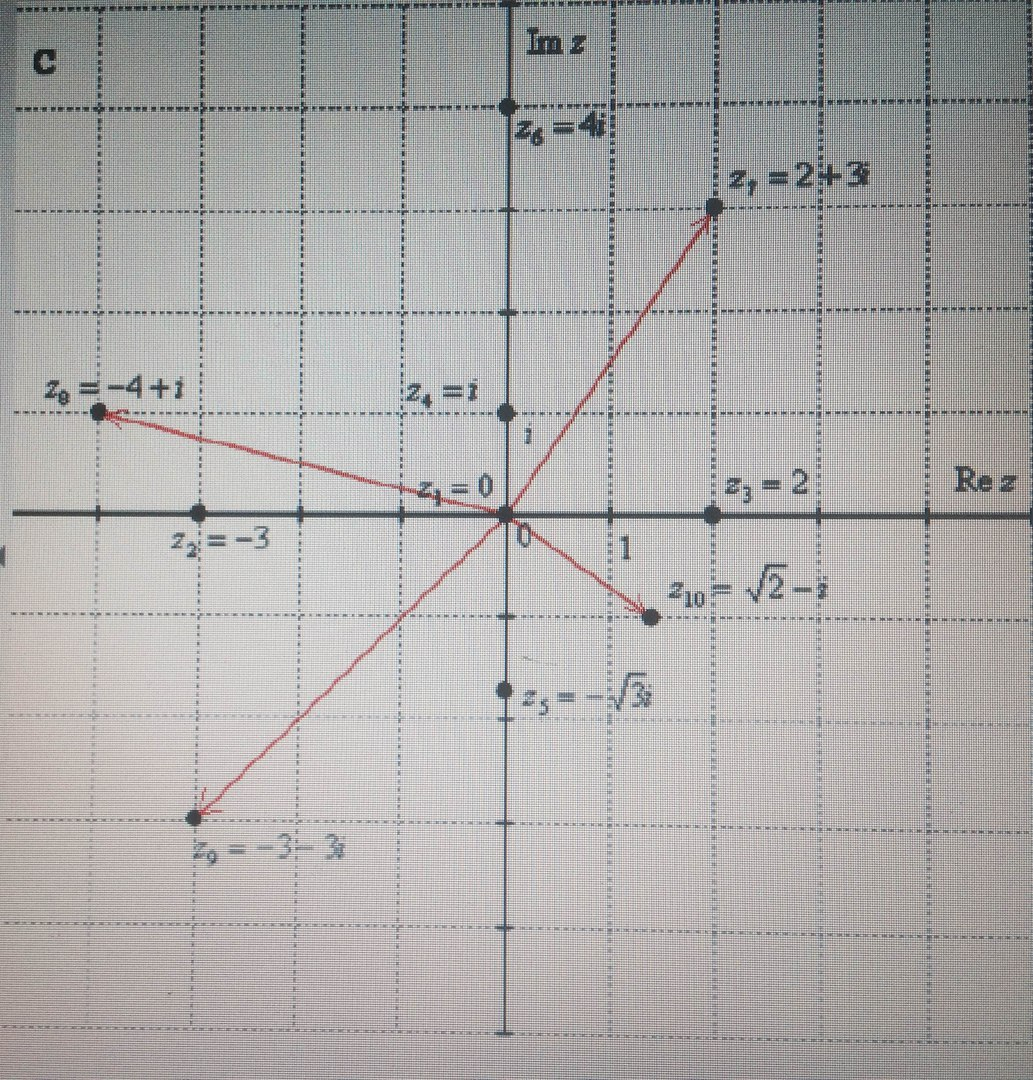 C
Im z
z₆ = 4i
z₇ = 2+3i
z₈ = −4+i
z₄ = i
i
z₁ = 0
z₃ = 2
Re z
z₂ = −3
0
1
z₁₀ = √2 − i
z₅ = −√3i
z₉ = −3−3i